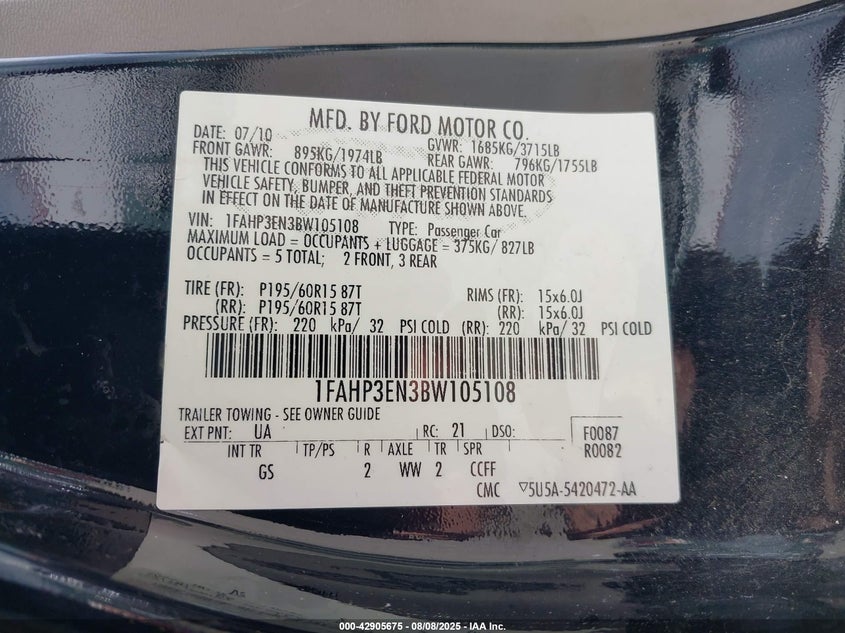 MFD. BY FORD MOTOR CO.
DATE: 07/10 GVWR: 1685KG/3715LB
FRONT GAWR: 895KG/1974LB REAR GAWR: 796KG/1755LB
THIS VEHICLE CONFORMS TO ALL APPLICABLE FEDERAL MOTOR
VEHICLE SAFETY, BUMPER, AND THEFT PREVENTION STANDARDS
IN EFFECT ON THE DATE OF MANUFACTURE SHOWN ABOVE.
VIN: 1FAHP3EN3BW105108 TYPE: Passenger Car
MAXIMUM LOAD = OCCUPANTS + LUGGAGE = 375KG/ 827LB
OCCUPANTS = 5 TOTAL; 2 FRONT, 3 REAR
TIRE (FR): P195/60R15 87T RIMS (FR): 15x6.0J
(RR): P195/60R15 87T (RR): 15x6.0J
PRESSURE (FR): 220 kPa/ 32 PSI COLD (RR): 220 kPa/ 32 PSI COLD
1FAHP3EN3BW105108
TRAILER TOWING - SEE OWNER GUIDE
EXT PNT: UA RC: 21 DSO: F0087
INT TR TP/PS R AXLE TR SPR R0082
GS 2 WW 2 CCFF
CMC ▽5U5A-5420472-AA
000-42905675 - 08/08/2025 - IAA Inc.